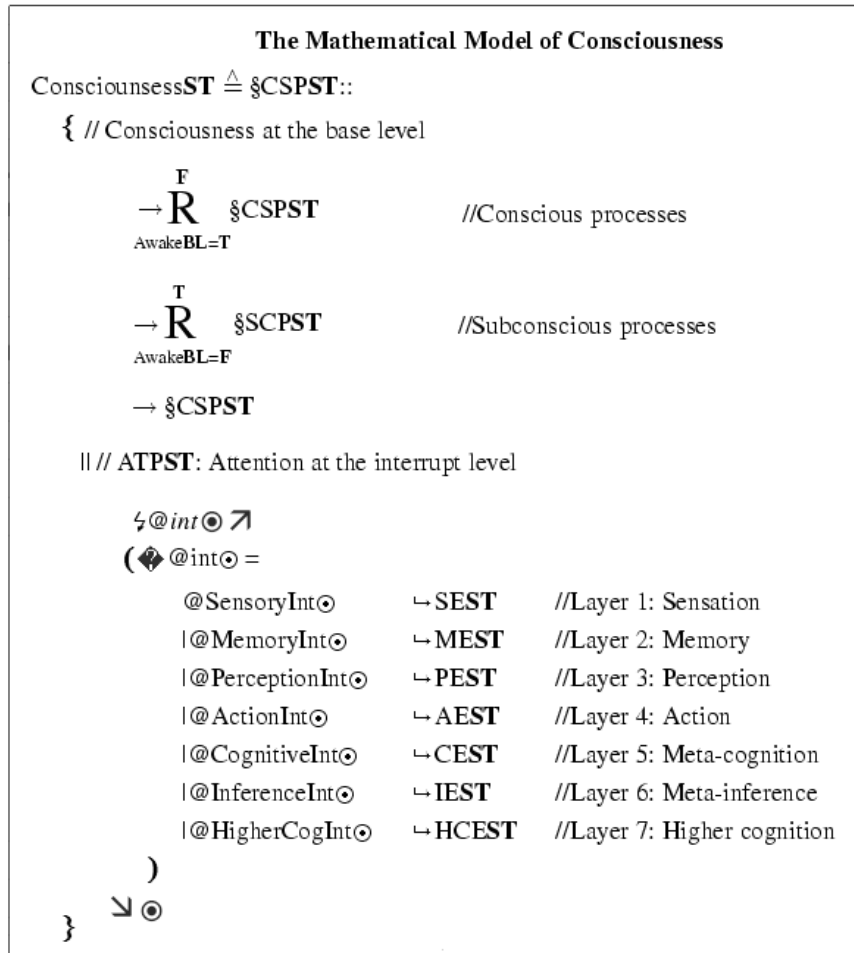 The Mathematical Model of Consciousness
ConsciounsessST ≙ §CSPST::
{ // Consciousness at the base level
F
→ R §CSPST //Conscious processes
AwakeBL=T
T
→ R §SCPST //Subconscious processes
AwakeBL=F
→ §CSPST
|| // ATPST: Attention at the interrupt level
↯@int⊙ ↗
(� @int⊙ =
@SensoryInt⊙ ↪SEST //Layer 1: Sensation
|@MemoryInt⊙ ↪MEST //Layer 2: Memory
|@PerceptionInt⊙ ↪PEST //Layer 3: Perception
|@ActionInt⊙ ↪AEST //Layer 4: Action
|@CognitiveInt⊙ ↪CEST //Layer 5: Meta-cognition
|@InferenceInt⊙ ↪IEST //Layer 6: Meta-inference
|@HigherCogInt⊙ ↪HCEST //Layer 7: Higher cognition
)
↘ ⊙
}